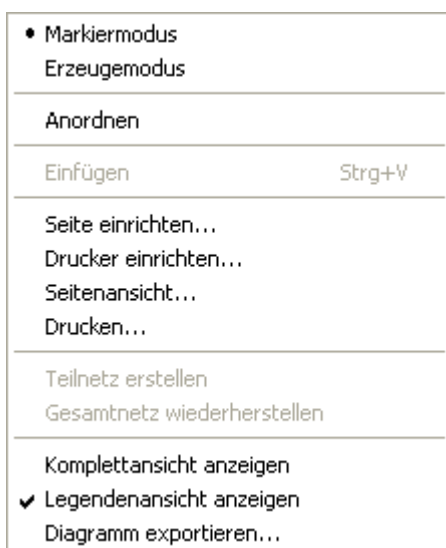 Markiermodus
Erzeugemodus
Anordnen
Einfügen Strg+V
Seite einrichten...
Drucker einrichten...
Seitenansicht...
Drucken...
Teilnetz erstellen
Gesamtnetz wiederherstellen
Komplettansicht anzeigen
Legendenansicht anzeigen
Diagramm exportieren...